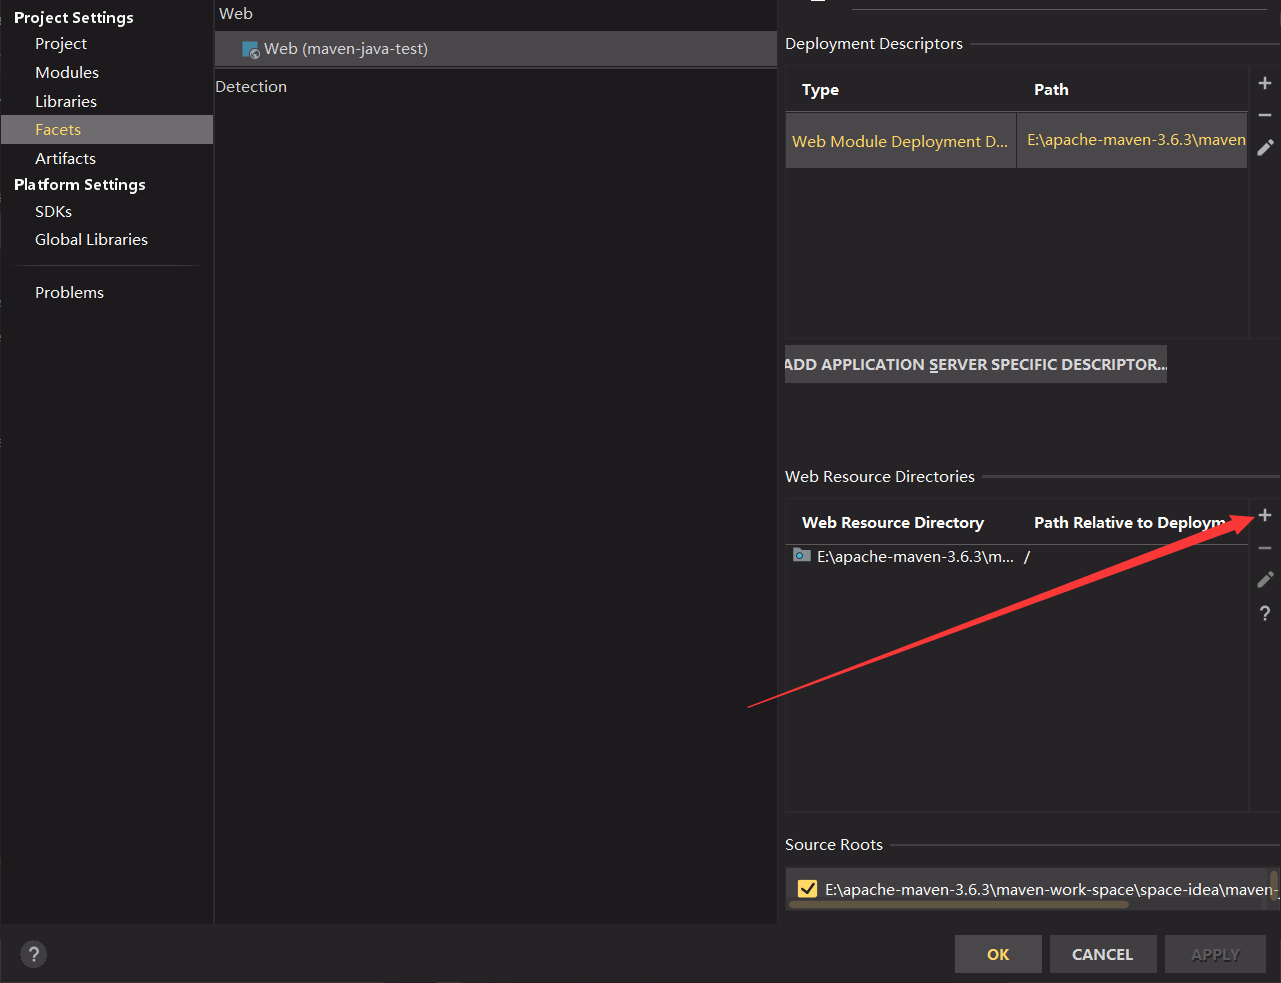 Project Settings
Project
Modules
Libraries
Facets
Artifacts
Platform Settings
SDKs
Global Libraries
Problems
Web
Web (maven-java-test)
Detection
Deployment Descriptors
Type Path
Web Module Deployment D... E:\apache-maven-3.6.3\maven
ADD APPLICATION SERVER SPECIFIC DESCRIPTOR...
Web Resource Directories
Web Resource Directory Path Relative to Deploym
E:\apache-maven-3.6.3\m... /
?
Source Roots
E:\apache-maven-3.6.3\maven-work-space\space-idea\maven-
?
OK CANCEL APPLY